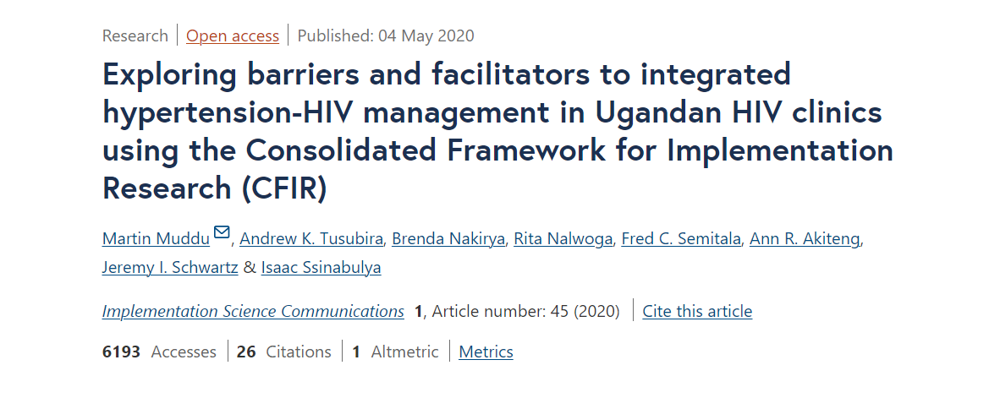 Research Open access Published: 04 May 2020
Exploring barriers and facilitators to integrated
hypertension-HIV management in Ugandan HIV clinics
using the Consolidated Framework for Implementation
Research (CFIR)
Martin Muddu, Andrew K. Tusubira, Brenda Nakirya, Rita Nalwoga, Fred C. Semitala, Ann R. Akiteng,
Jeremy I. Schwartz & Isaac Ssinabulya
Implementation Science Communications 1, Article number: 45 (2020) Cite this article
6193 Accesses 26 Citations 1 Altmetric Metrics